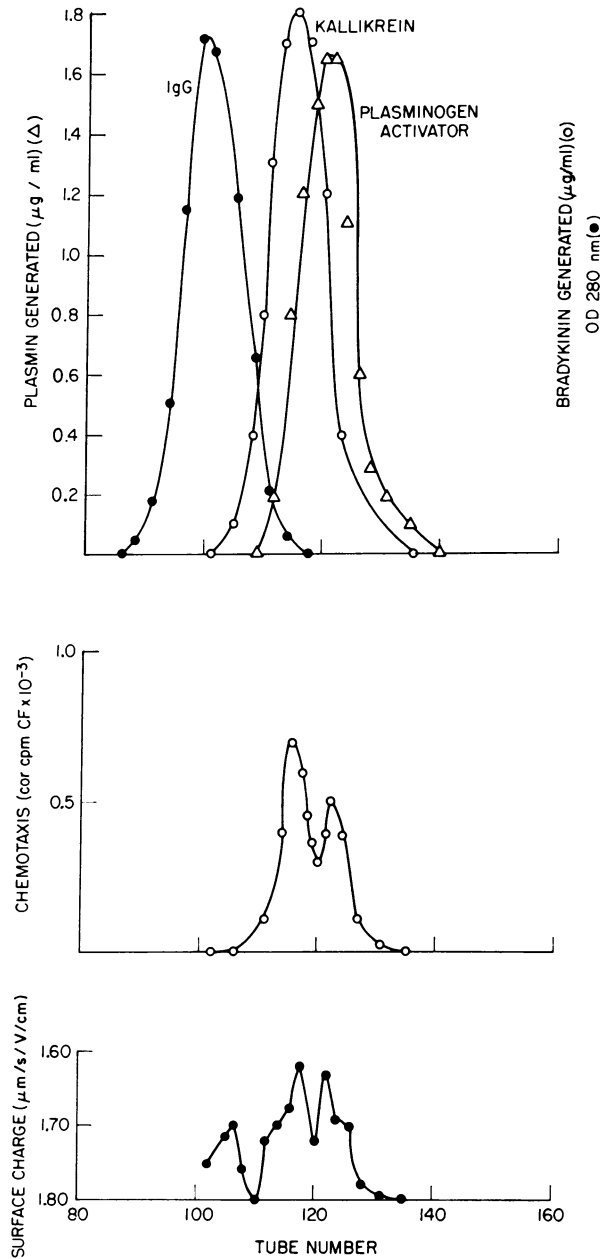 1.8
1.6
1.4
1.2
1.0
0.8
0.6
0.4
0.2
PLASMIN GENERATED (μg / ml) (Δ)
IgG
KALLIKREIN
PLASMINOGEN
ACTIVATOR
BRADYKININ GENERATED (μg/ml)(o)
OD 280 nm(●)
1.0
0.5
CHEMOTAXIS (cor cpm CF x 10⁻³)
1.60
1.70
1.80
SURFACE CHARGE (μm/s/V/cm)
80 100 120 140 160
TUBE NUMBER